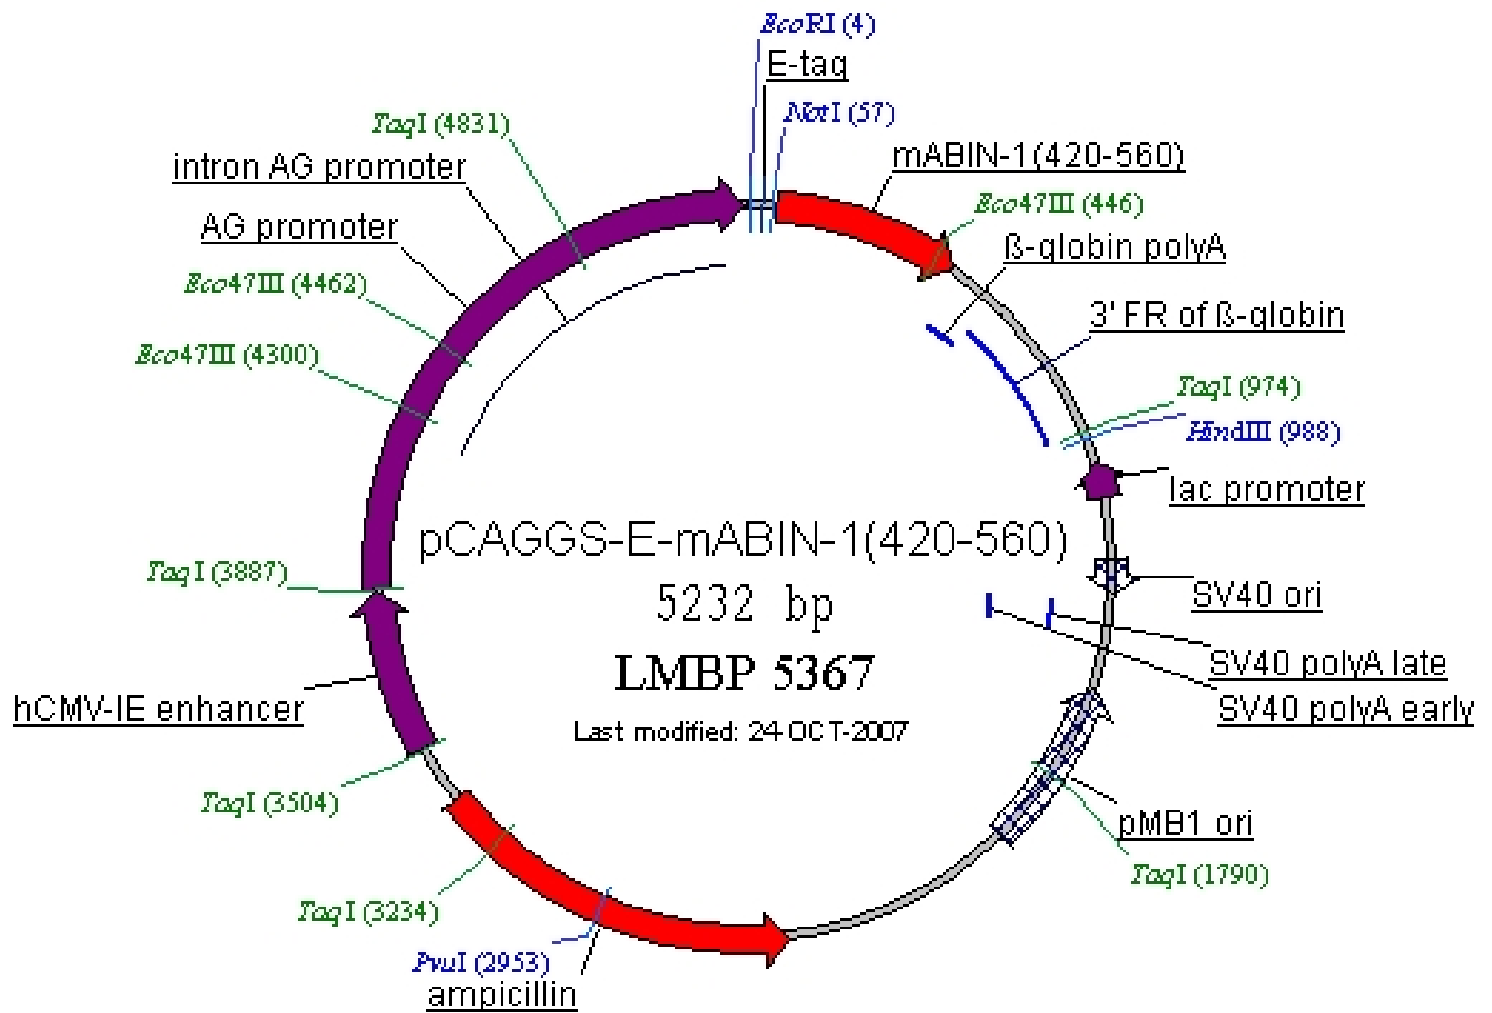 EcoRI (4)
E-tag
NotI (57)
TaqI (4831)
mABIN-1(420-560)
intron AG promoter
Eco47III (446)
AG promoter
ß-globin polyA
Eco47III (4462)
3' FR of ß-globin
Eco47III (4300)
TaqI (974)
HindIII (988)
lac promoter
pCAGGS-E-mABIN-1(420-560)
TaqI (3887)
SV40 ori
5232 bp
SV40 polyA late
LMBP 5367
hCMV-IE enhancer
SV40 polyA early
Last modified: 24-OCT-2007
TaqI (3504)
pMB1 ori
TaqI (1790)
TaqI (3234)
PvuI (2953)
ampicillin